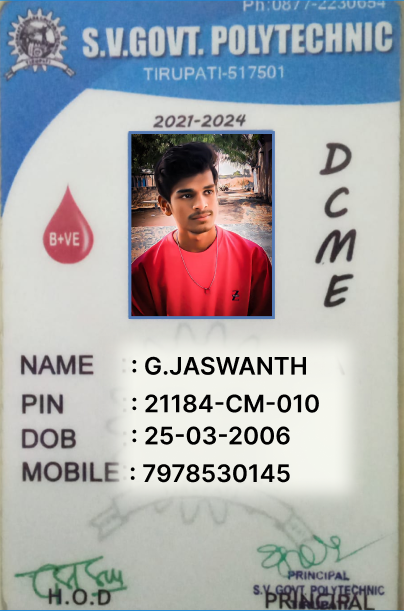 Ph:0877-2230654
S.V.GOVT. POLYTECHNIC
TIRUPATI-517501
2021-2024
DCME
B+VE
NAME : G.JASWANTH
PIN : 21184-CM-010
DOB : 25-03-2006
MOBILE : 7978530145
H.O.D
PRINCIPAL
S.V. GOVT POLYTECHNIC
PRINCIPAL